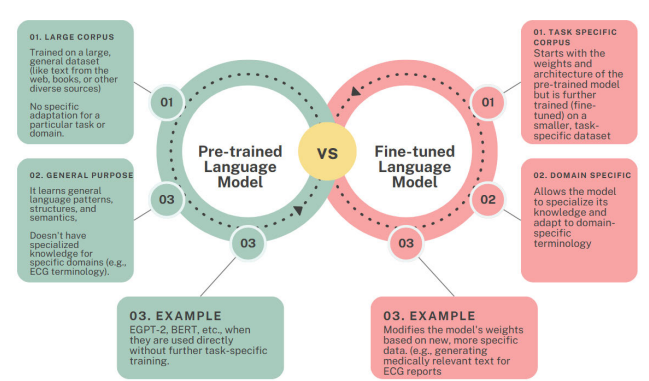 01. LARGE CORPUS
Trained on a large,
general dataset
(like text from the
web, books, or other
diverse sources)
No specific
adaptation for a
particular task or
domain.
02. GENERAL PURPOSE
It learns general
language patterns,
structures, and
semantics.
Doesn't have
specialized
knowledge for
specific domains (e.g.,
ECG terminology).
01
03
03
Pre-trained
Language
Model
VS
Fine-tuned
Language
Model
01
02
03
01. TASK SPECIFIC
CORPUS
Starts with the
weights and
architecture of the
pre-trained model
but is further
trained (fine-
tuned) on a
smaller, task-
specific dataset
02. DOMAIN SPECIFIC
Allows the model
to specialize its
knowledge and
adapt to domain-
specific
terminology
03. EXAMPLE
EGPT-2, BERT, etc., when
they are used directly
without further task-specific
training.
03. EXAMPLE
Modifies the model's weights
based on new, more specific
data. (e.g., generating
medically relevant text for
ECG reports